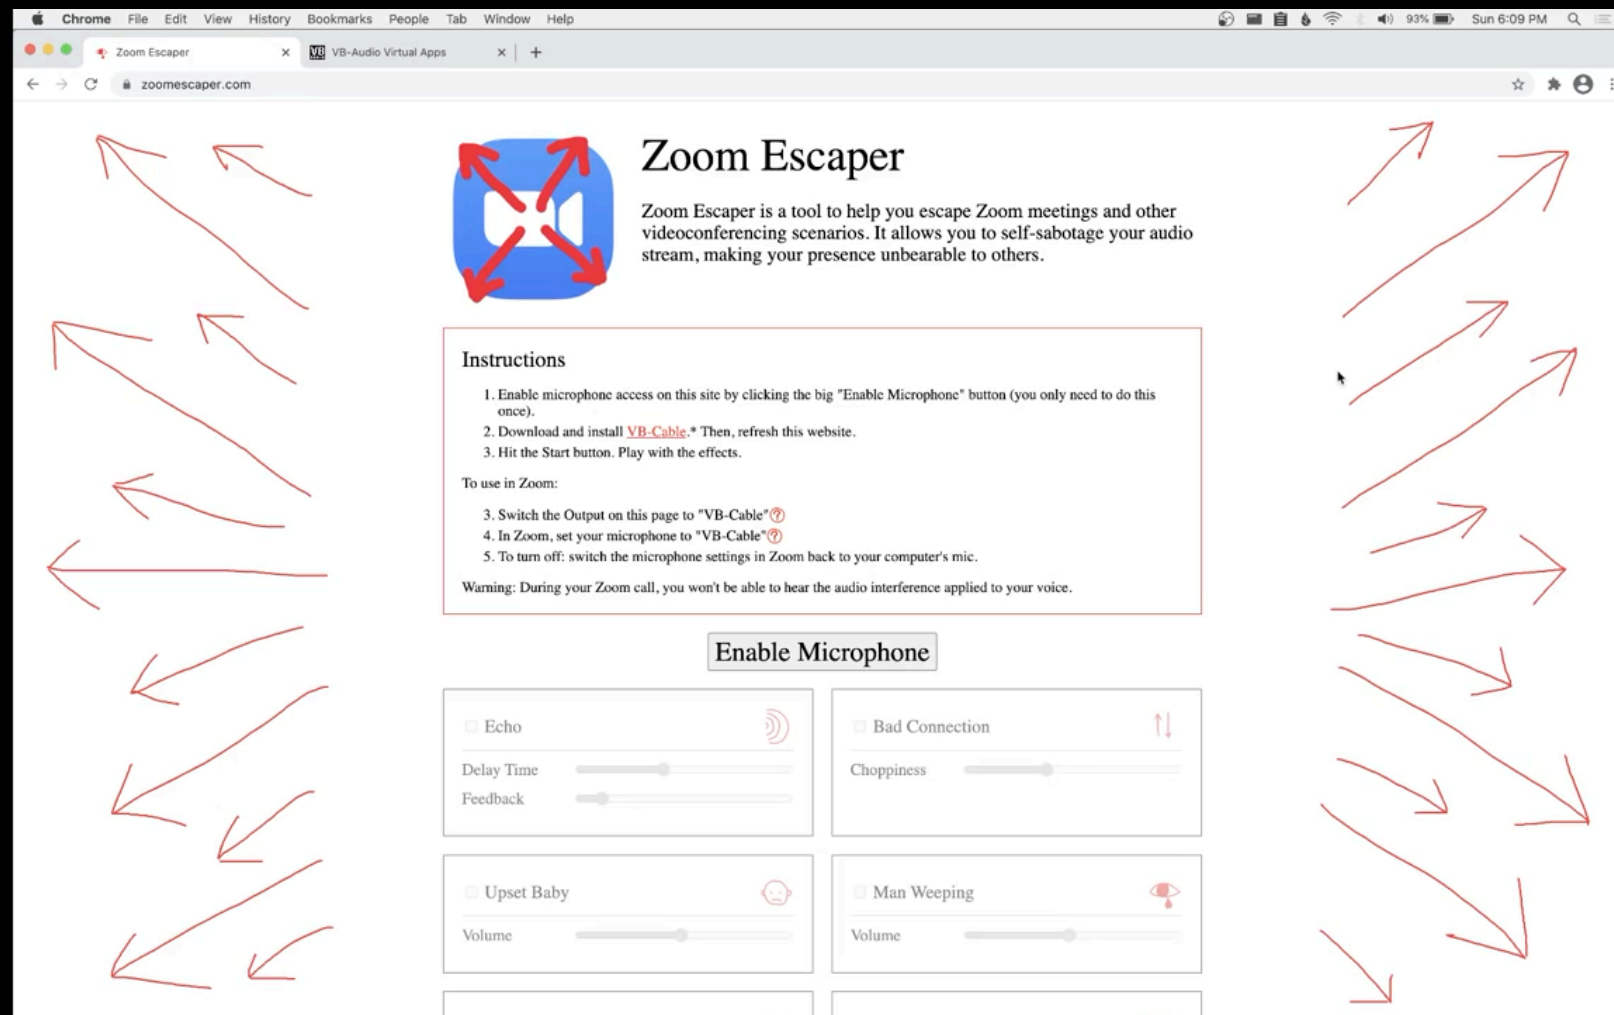 Chrome File Edit View History Bookmarks People Tab Window Help 93% Sun 6:09 PM
Zoom Escaper VB-Audio Virtual Apps
zoomescaper.com
Zoom Escaper
Zoom Escaper is a tool to help you escape Zoom meetings and other
videoconferencing scenarios. It allows you to self-sabotage your audio
stream, making your presence unbearable to others.
Instructions
1. Enable microphone access on this site by clicking the big "Enable Microphone" button (you only need to do this
once).
2. Download and install VB-Cable.* Then, refresh this website.
3. Hit the Start button. Play with the effects.
To use in Zoom:
3. Switch the Output on this page to "VB-Cable"?
4. In Zoom, set your microphone to "VB-Cable"?
5. To turn off: switch the microphone settings in Zoom back to your computer's mic.
Warning: During your Zoom call, you won't be able to hear the audio interference applied to your voice.
Enable Microphone
Echo
Delay Time
Feedback
Bad Connection
Choppiness
Upset Baby
Volume
Man Weeping
Volume